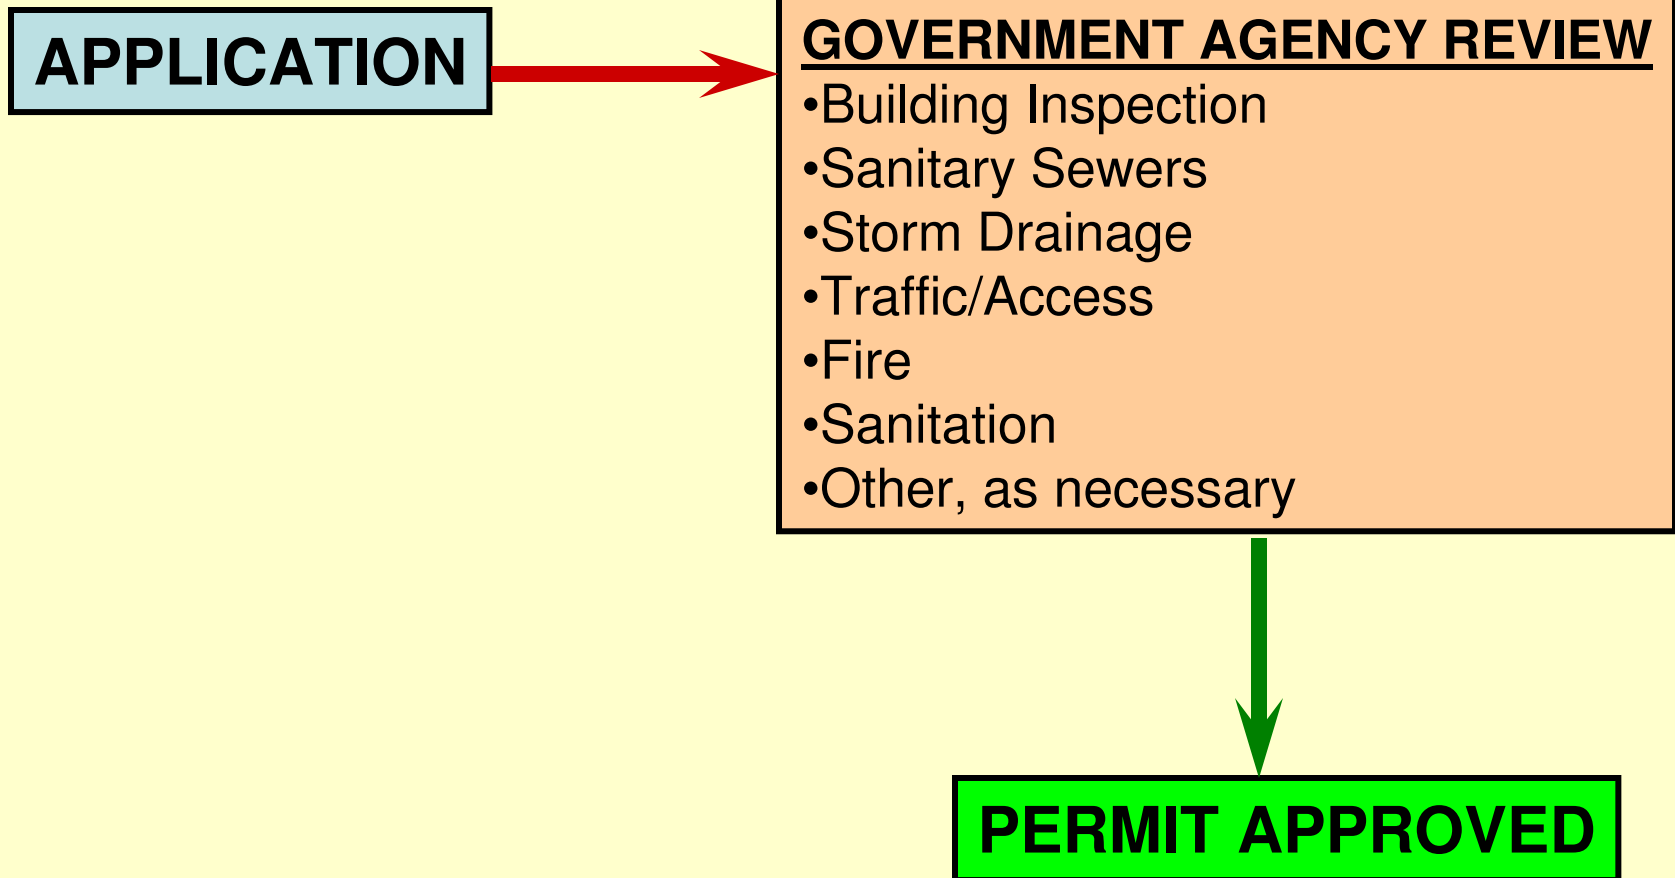 APPLICATION
GOVERNMENT AGENCY REVIEW
•Building Inspection
•Sanitary Sewers
•Storm Drainage
•Traffic/Access
•Fire
•Sanitation
•Other, as necessary
PERMIT APPROVED